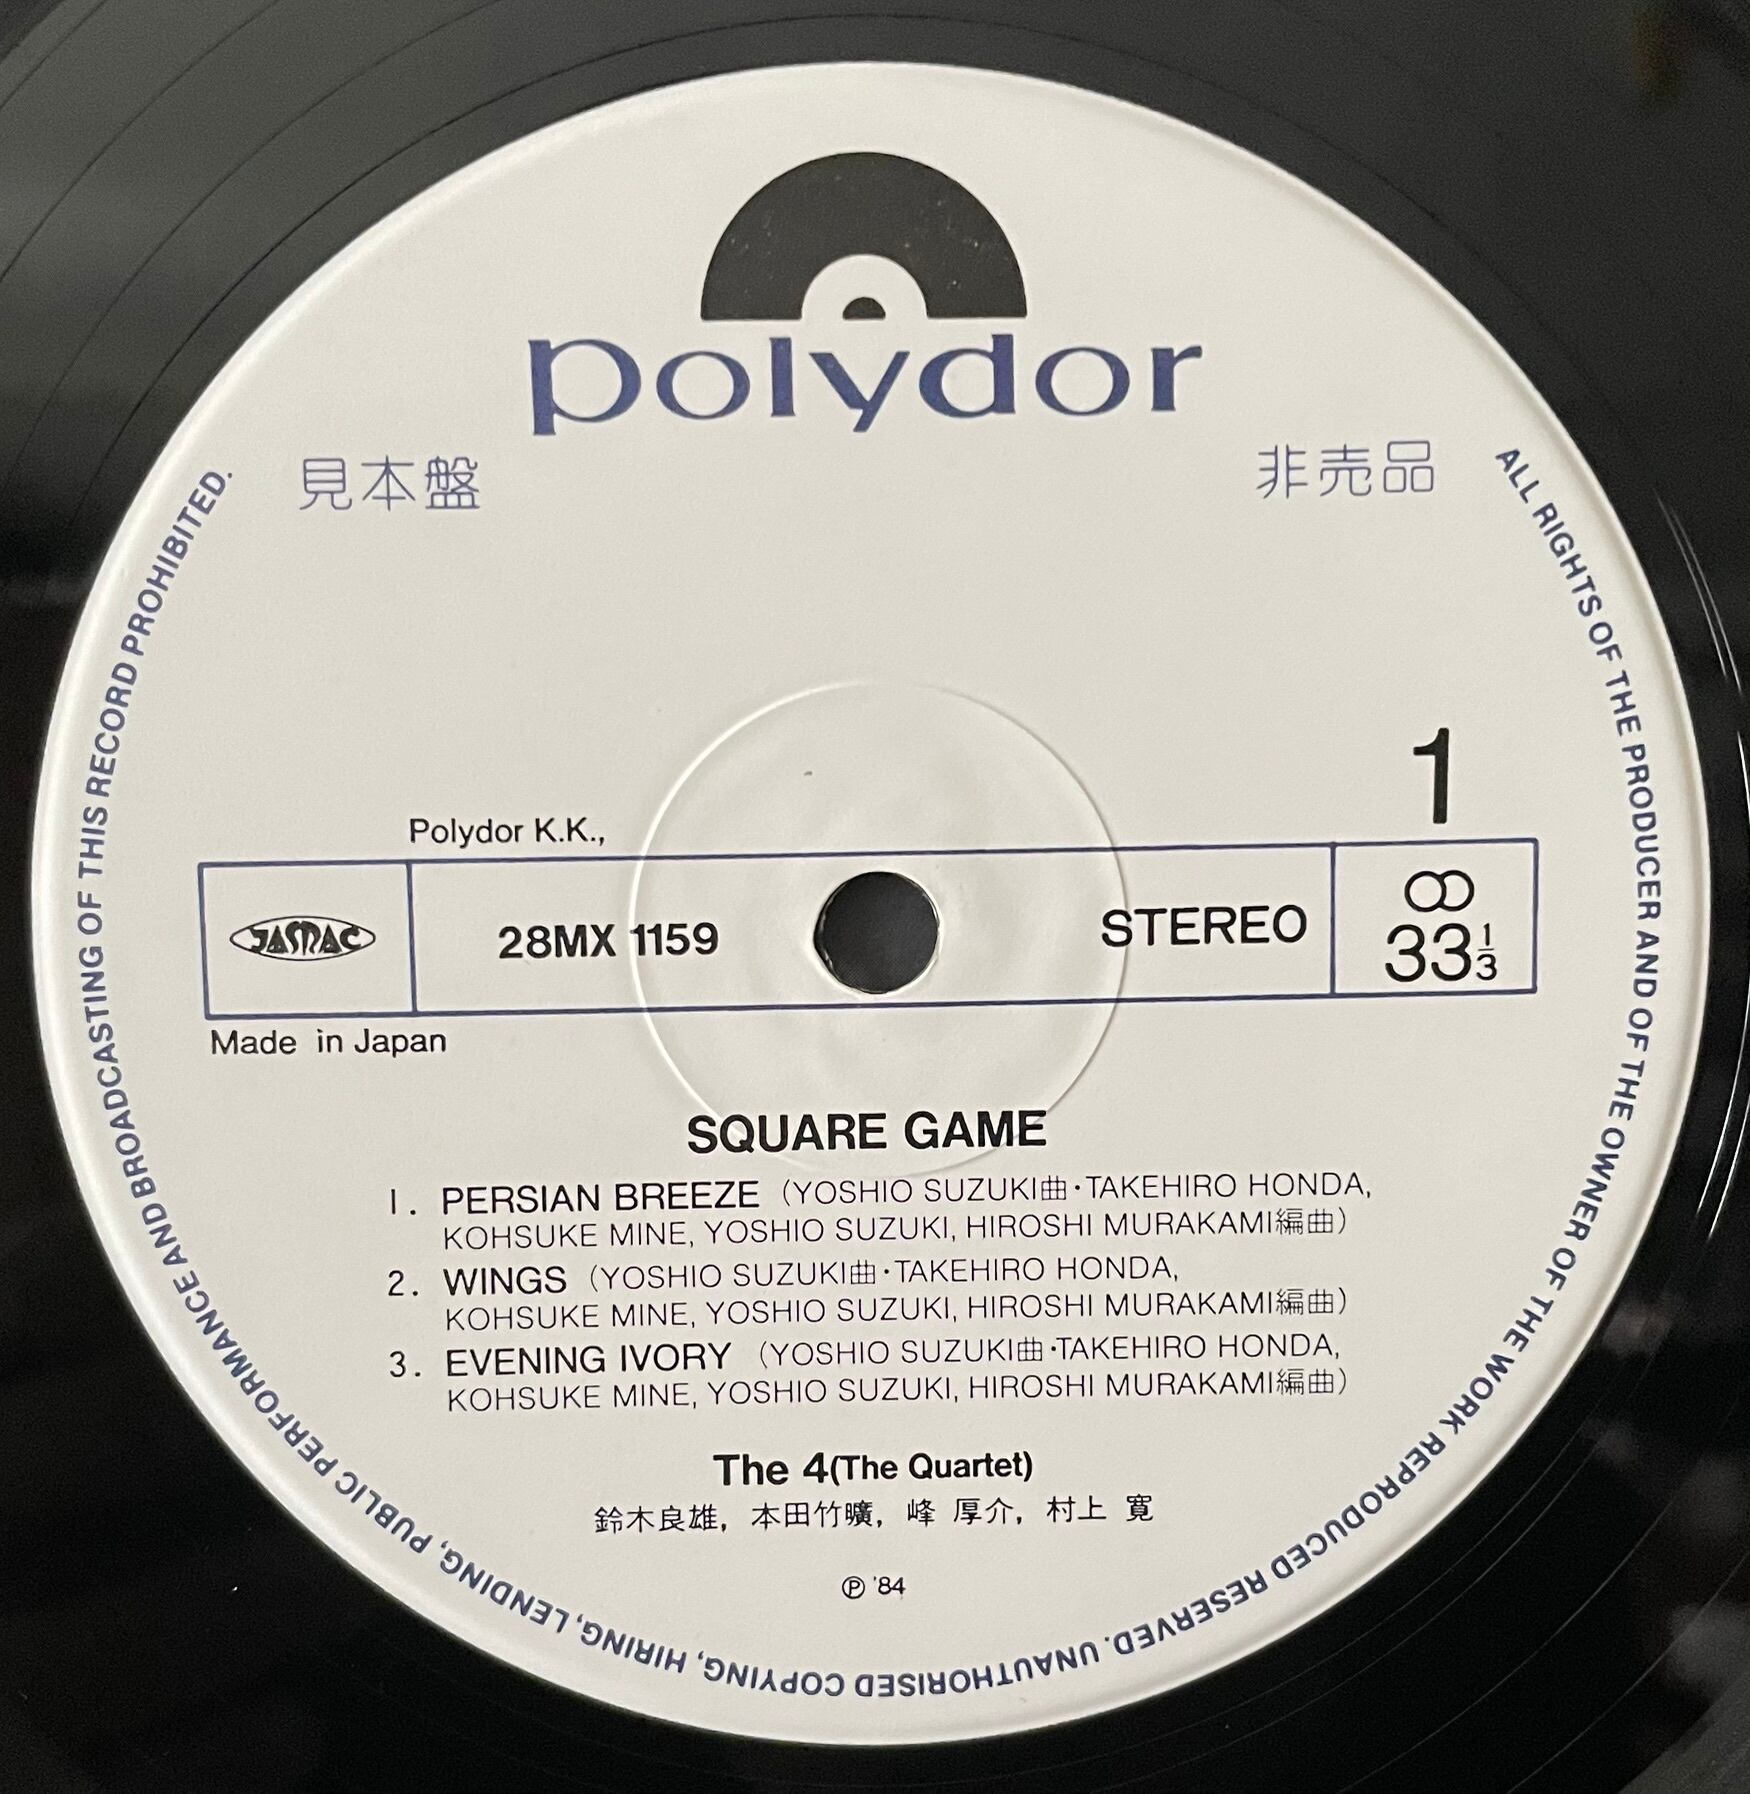 polydor
見本盤 非売品
1
Polydor K.K.,
JASRAC 28MX 1159 STEREO 33 1/3
Made in Japan
SQUARE GAME
1. PERSIAN BREEZE (YOSHIO SUZUKI曲・TAKEHIRO HONDA,
KOHSUKE MINE, YOSHIO SUZUKI, HIROSHI MURAKAMI編曲)
2. WINGS (YOSHIO SUZUKI曲・TAKEHIRO HONDA,
KOHSUKE MINE, YOSHIO SUZUKI, HIROSHI MURAKAMI編曲)
3. EVENING IVORY (YOSHIO SUZUKI曲・TAKEHIRO HONDA,
KOHSUKE MINE, YOSHIO SUZUKI, HIROSHI MURAKAMI編曲)
The 4(The Quartet)
鈴木良雄, 本田竹曠, 峰 厚介, 村上 寛
℗ '84
ALL RIGHTS OF THE PRODUCER AND OF THE OWNER OF THE WORK REPRODUCED RESERVED. UNAUTHORISED COPYING, HIRING, LENDING, PUBLIC PERFORMANCE AND BROADCASTING OF THIS RECORD PROHIBITED.